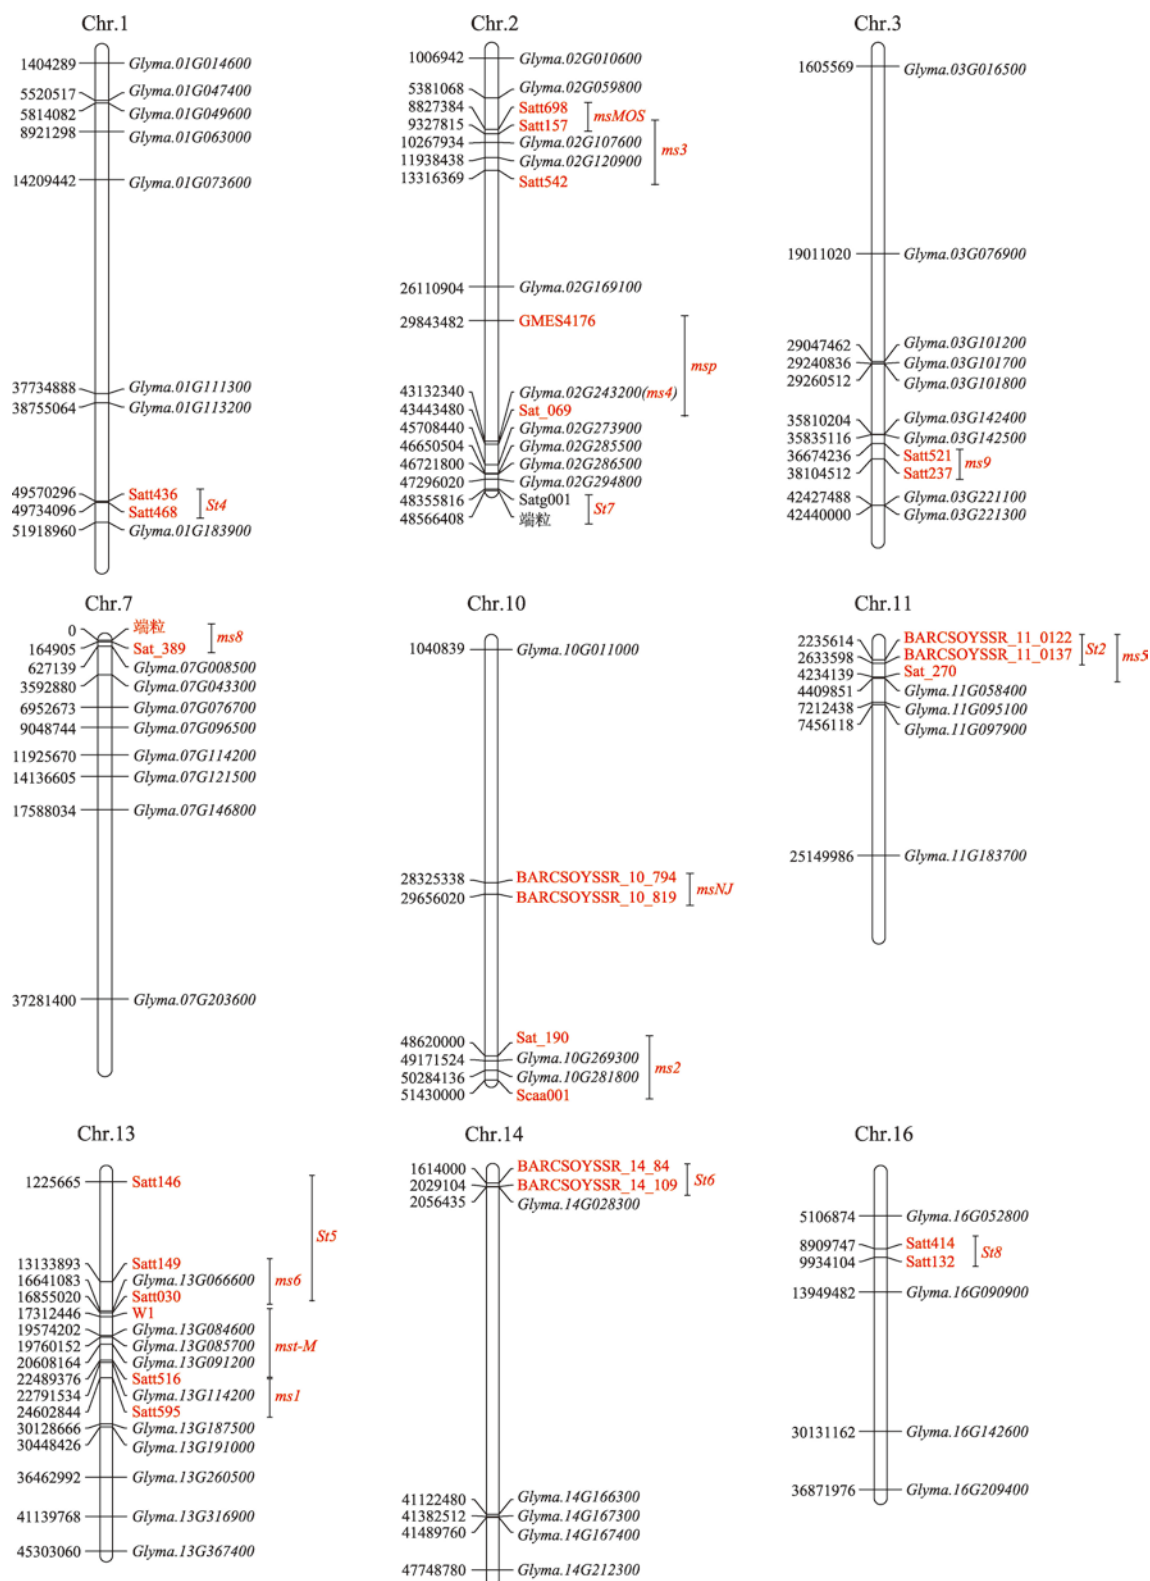 Chr.1
1404289 Glyma.01G014600
5520517 Glyma.01G047400
5814082 Glyma.01G049600
8921298 Glyma.01G063000
14209442 Glyma.01G073600
37734888 Glyma.01G111300
38755064 Glyma.01G113200
49570296 Satt436
St4
49734096 Satt468
51918960 Glyma.01G183900
Chr.2
1006942 Glyma.02G010600
5381068 Glyma.02G059800
8827384 Satt698
msMOS
9327815 Satt157
10267934 Glyma.02G107600
ms3
11938438 Glyma.02G120900
13316369 Satt542
26110904 Glyma.02G169100
29843482 GMES4176
msp
43132340 Glyma.02G243200(ms4)
43443480 Sat_069
45708440 Glyma.02G273900
46650504 Glyma.02G285500
46721800 Glyma.02G286500
47296020 Glyma.02G294800
48355816 Satg001
St7
48566408 端粒
Chr.3
1605569 Glyma.03G016500
19011020 Glyma.03G076900
29047462 Glyma.03G101200
29240836 Glyma.03G101700
29260512 Glyma.03G101800
35810204 Glyma.03G142400
35835116 Glyma.03G142500
36674236 Satt521
ms9
38104512 Satt237
42427488 Glyma.03G221100
42440000 Glyma.03G221300
Chr.7
0 端粒
ms8
164905 Sat_389
627139 Glyma.07G008500
3592880 Glyma.07G043300
6952673 Glyma.07G076700
9048744 Glyma.07G096500
11925670 Glyma.07G114200
14136605 Glyma.07G121500
17588034 Glyma.07G146800
37281400 Glyma.07G203600
Chr.10
1040839 Glyma.10G011000
28325338 BARCSOYSSR_10_794
msNJ
29656020 BARCSOYSSR_10_819
48620000 Sat_190
49171524 Glyma.10G269300
ms2
50284136 Glyma.10G281800
51430000 Scaa001
Chr.11
2235614 BARCSOYSSR_11_0122
St2
ms5
2633598 BARCSOYSSR_11_0137
4234139 Sat_270
4409851 Glyma.11G058400
7212438 Glyma.11G095100
7456118 Glyma.11G097900
25149986 Glyma.11G183700
Chr.13
1225665 Satt146
St5
13133893 Satt149
ms6
16641083 Glyma.13G066600
16855020 Satt030
17312446 W1
19574202 Glyma.13G084600
mst-M
19760152 Glyma.13G085700
20608164 Glyma.13G091200
22489376 Satt516
22791534 Glyma.13G114200
ms1
24602844 Satt595
30128666 Glyma.13G187500
30448426 Glyma.13G191000
36462992 Glyma.13G260500
41139768 Glyma.13G316900
45303060 Glyma.13G367400
Chr.14
1614000 BARCSOYSSR_14_84
St6
2029104 BARCSOYSSR_14_109
2056435 Glyma.14G028300
41122480 Glyma.14G166300
41382512 Glyma.14G167300
41489760 Glyma.14G167400
47748780 Glyma.14G212300
Chr.16
5106874 Glyma.16G052800
8909747 Satt414
St8
9934104 Satt132
13949482 Glyma.16G090900
30131162 Glyma.16G142600
36871976 Glyma.16G209400